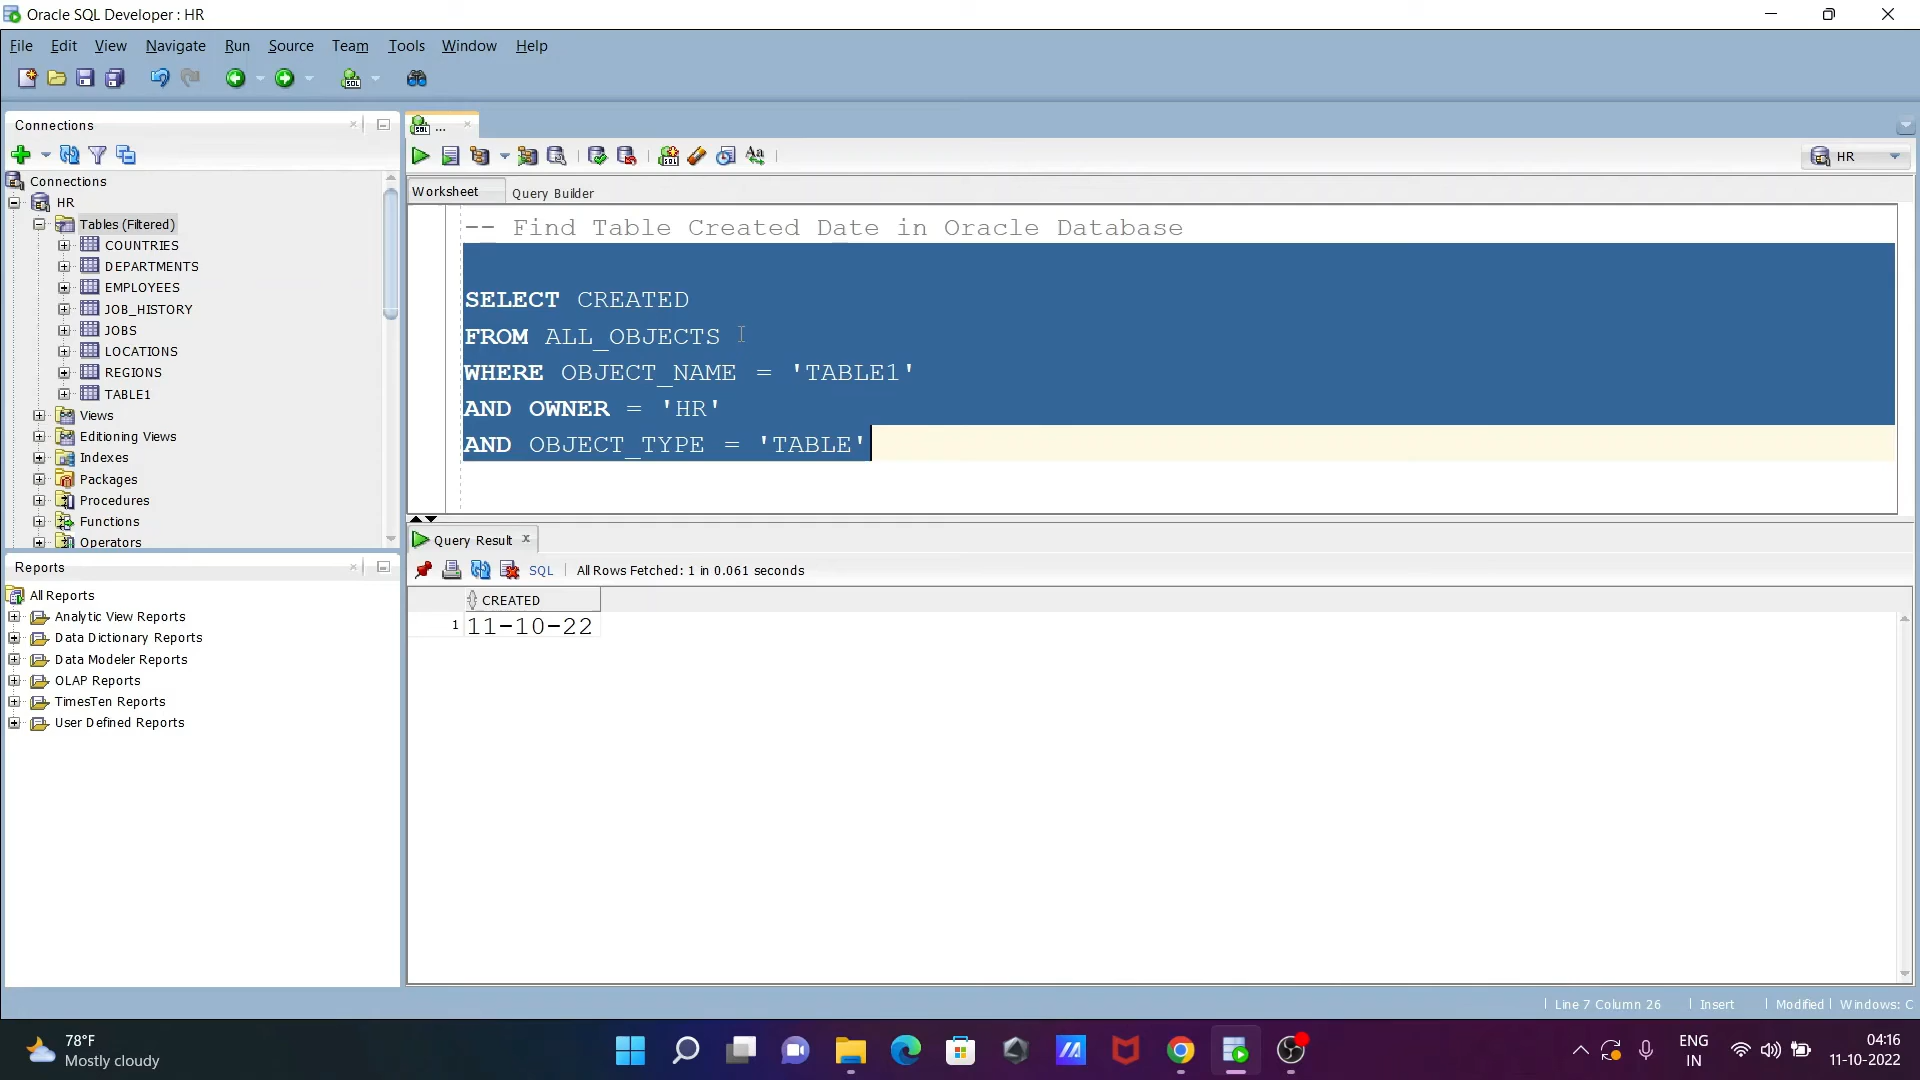 Oracle SQL Developer : HR
File Edit View Navigate Run Source Team Tools Window Help
Connections
...
HR
Connections
HR
Tables (Filtered)
COUNTRIES
DEPARTMENTS
EMPLOYEES
JOB_HISTORY
JOBS
LOCATIONS
REGIONS
TABLE1
Views
Editioning Views
Indexes
Packages
Procedures
Functions
Operators
Worksheet Query Builder
-- Find Table Created Date in Oracle Database
SELECT CREATED
FROM ALL_OBJECTS
WHERE OBJECT_NAME = 'TABLE1'
AND OWNER = 'HR'
AND OBJECT_TYPE = 'TABLE'
Query Result
SQL All Rows Fetched: 1 in 0.061 seconds
CREATED
1 11-10-22
Reports
All Reports
Analytic View Reports
Data Dictionary Reports
Data Modeler Reports
OLAP Reports
TimesTen Reports
User Defined Reports
Line 7 Column 26 Insert Modified Windows: C
78°F
Mostly cloudy
ENG
IN
04:16
11-10-2022